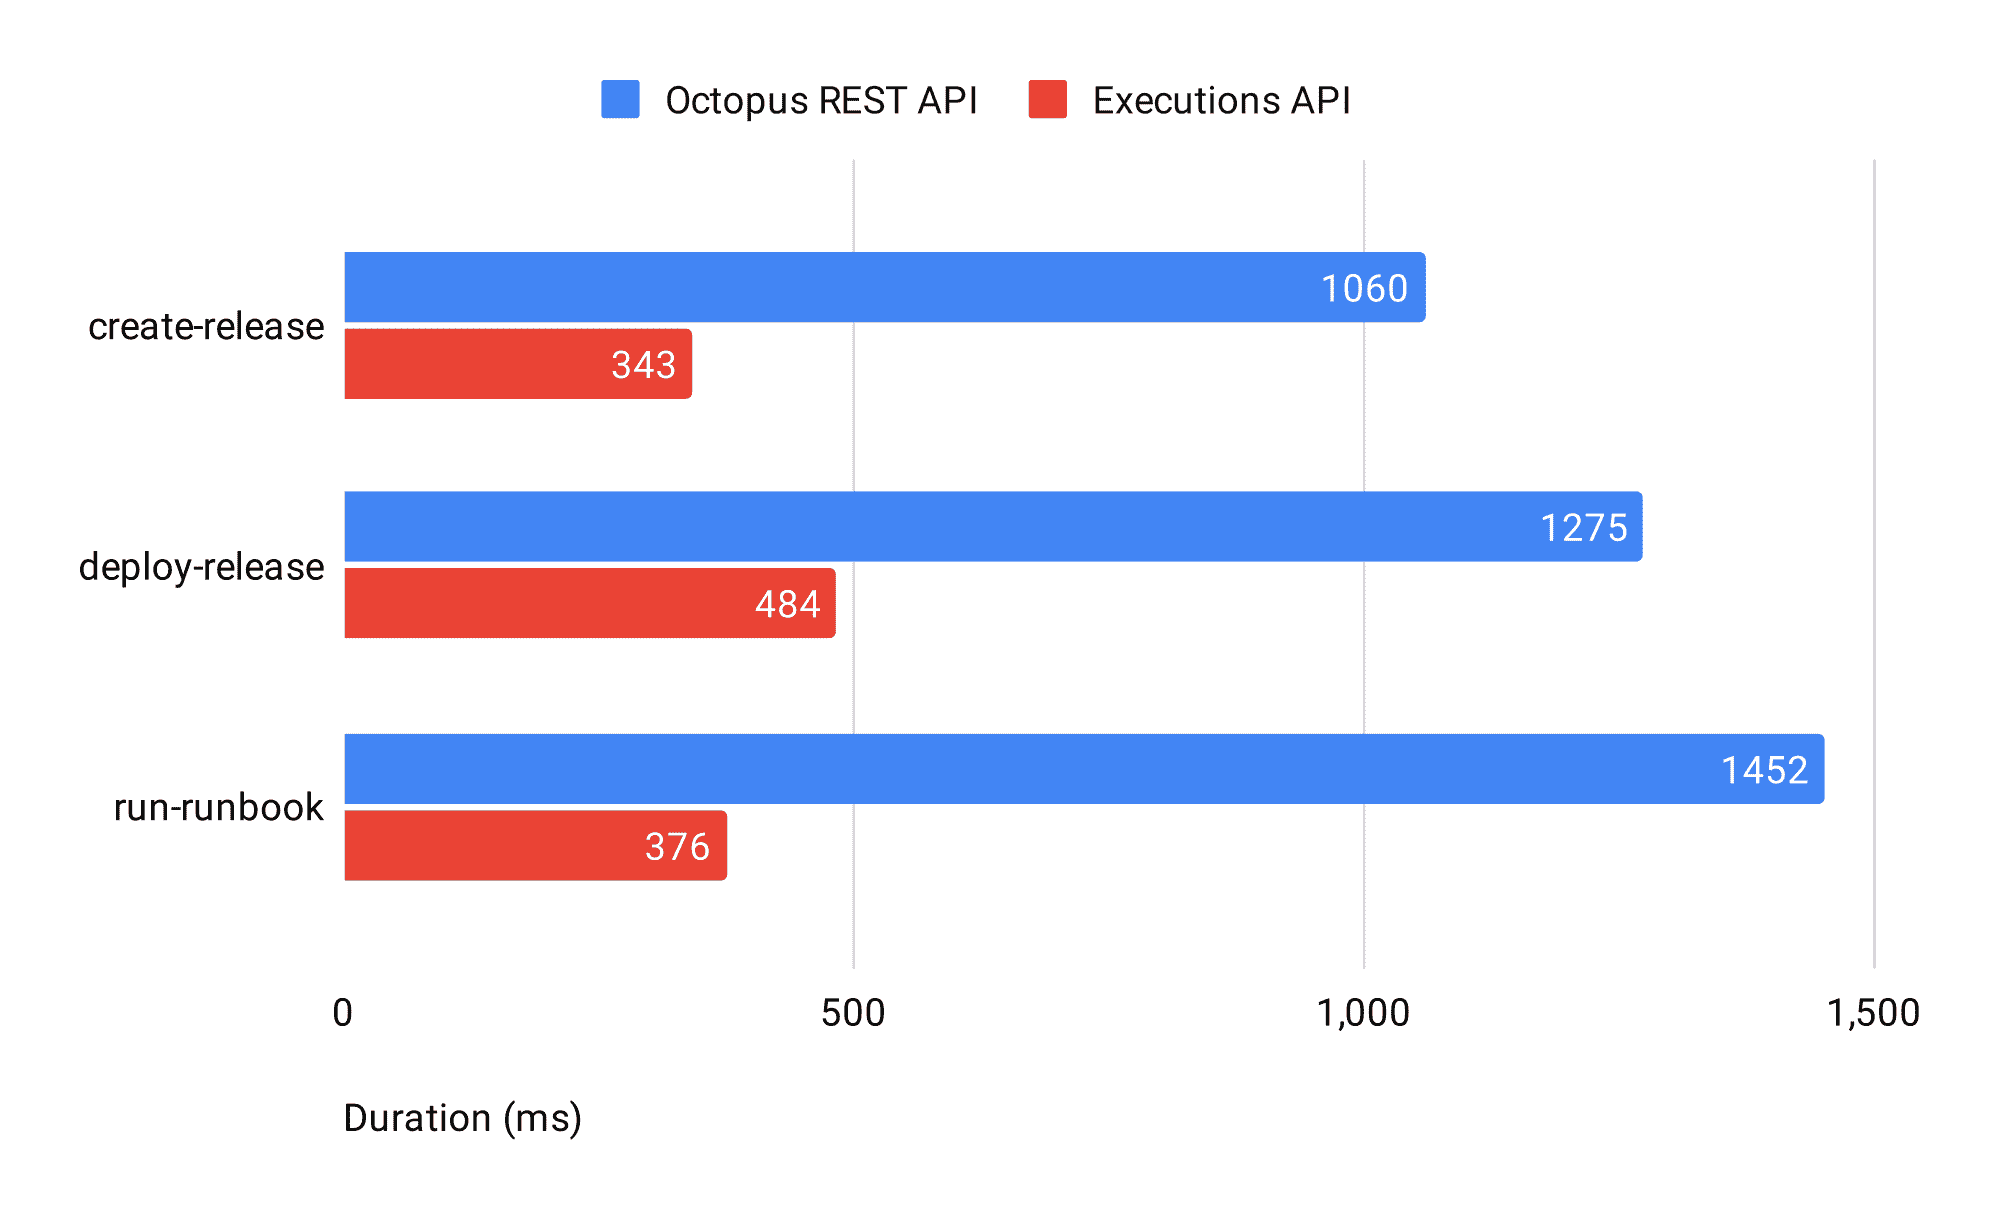 Octopus REST API Executions API
create-release
1060
343
deploy-release
1275
484
run-runbook
1452
376
0 500 1,000 1,500
Duration (ms)